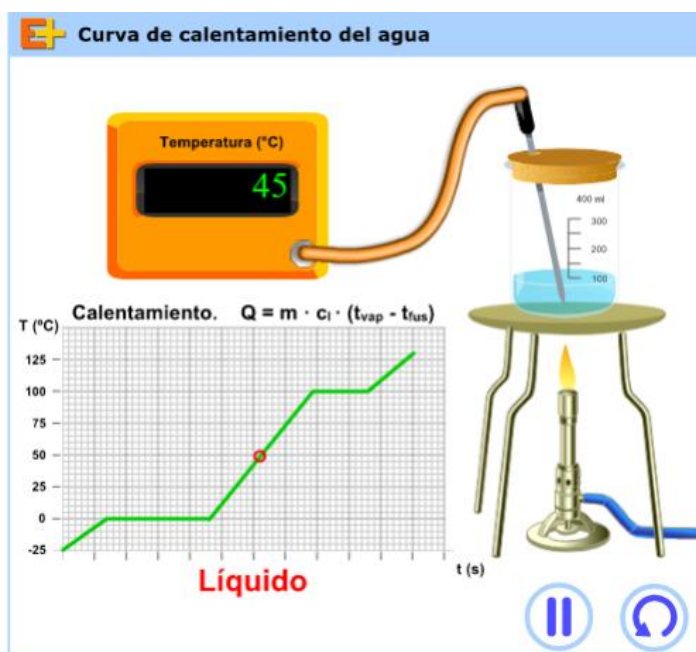 E+ Curva de calentamiento del agua
Temperatura (°C)
45
400 ml
300
200
100
Calentamiento. Q = m · cₗ · (tᵥₐₚ - t_fus)
T (ºC)
125
100
75
50
25
0
-25
t (s)
Líquido